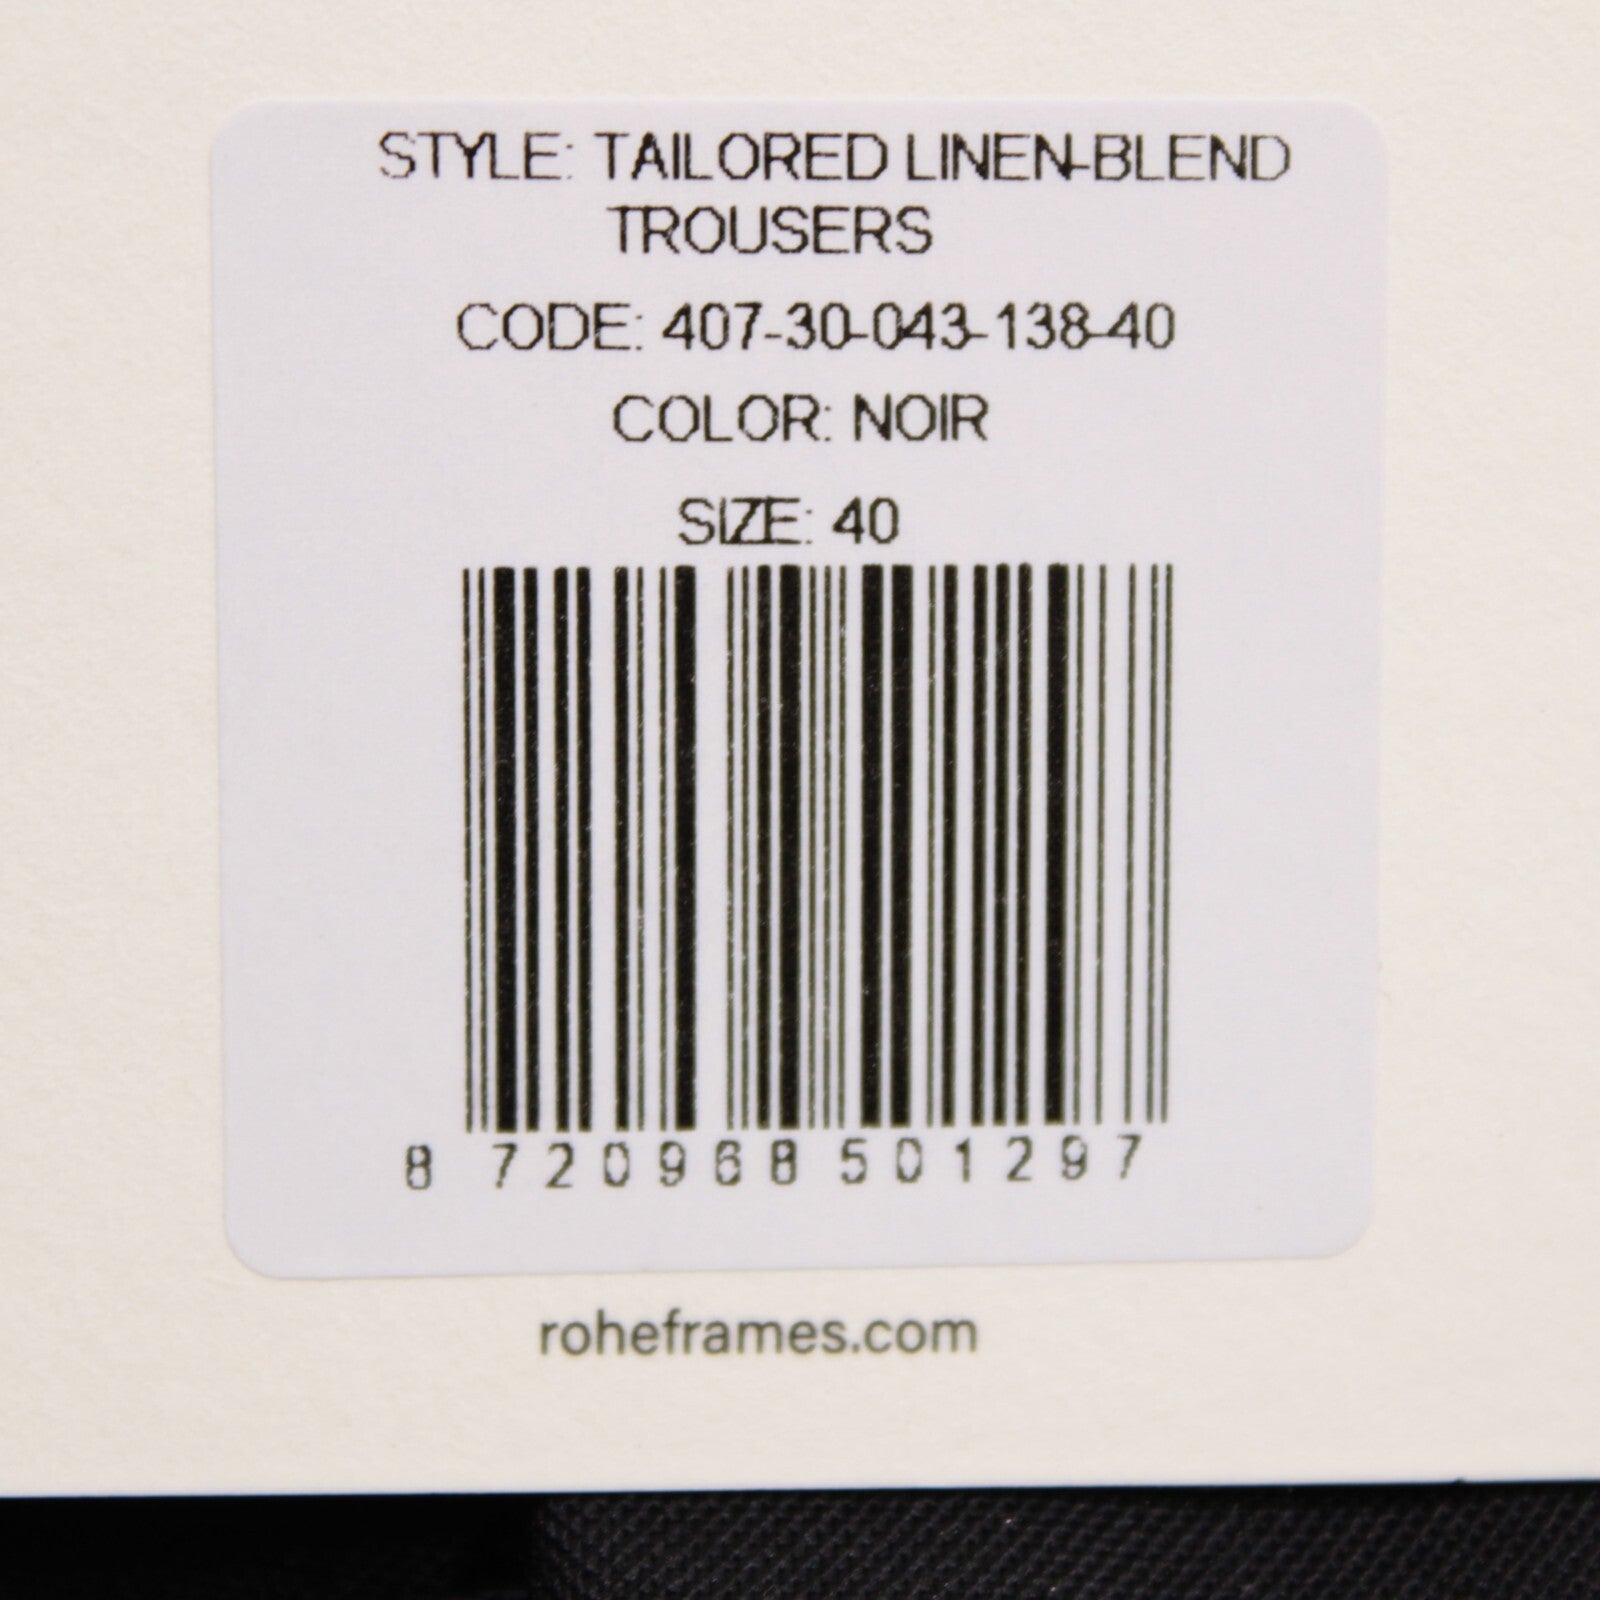 STYLE: TAILORED LINEN-BLEND
TROUSERS
CODE: 407-30-043-138-40
COLOR: NOIR
SIZE: 40
8 720968 501297
roheframes.com